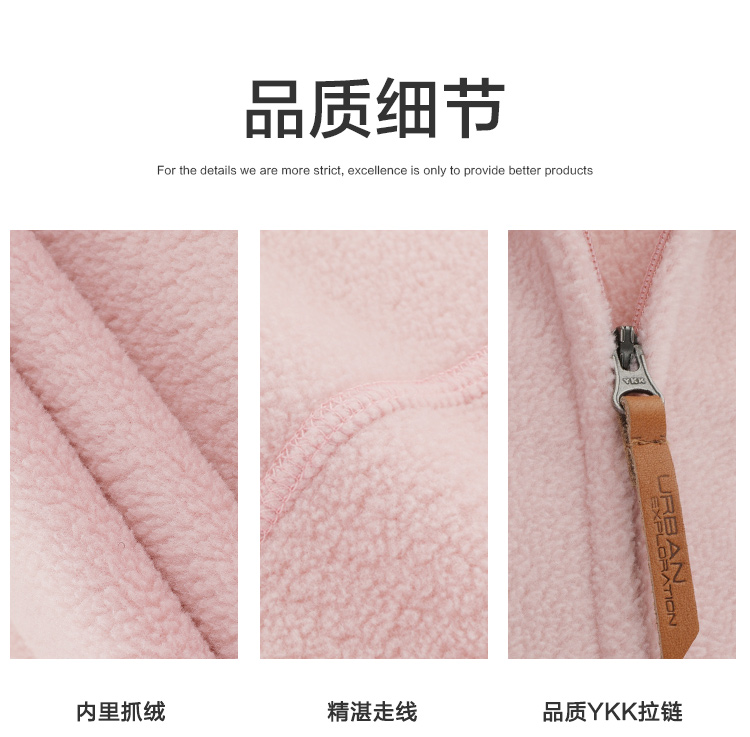 品质细节
For the details we are more strict, excellence is only to provide better products
YKK
URBAN
EXPLORATION
内里抓绒
精湛走线
品质YKK拉链